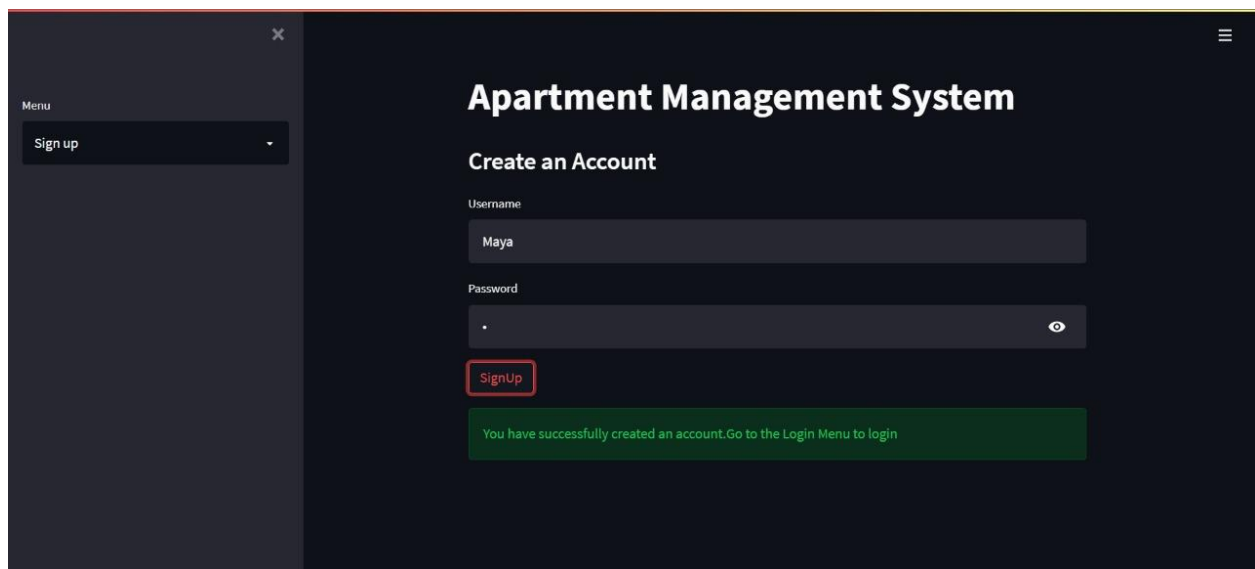 Menu
Sign up
Apartment Management System
Create an Account
Username
Maya
Password
SignUp
You have successfully created an account.Go to the Login Menu to login